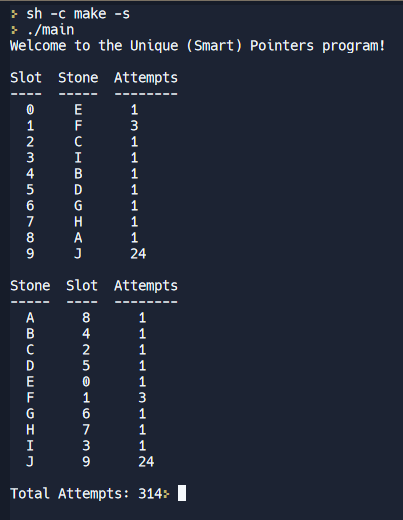 sh -c make -s
./main
Welcome to the Unique (Smart) Pointers program!
Slot  Stone  Attempts
----  -----  --------
  0     E      1
  1     F      3
  2     C      1
  3     I      1
  4     B      1
  5     D      1
  6     G      1
  7     H      1
  8     A      1
  9     J      24
Stone  Slot  Attempts
-----  ----  --------
  A      8      1
  B      4      1
  C      2      1
  D      5      1
  E      0      1
  F      1      3
  G      6      1
  H      7      1
  I      3      1
  J      9      24
Total Attempts: 314